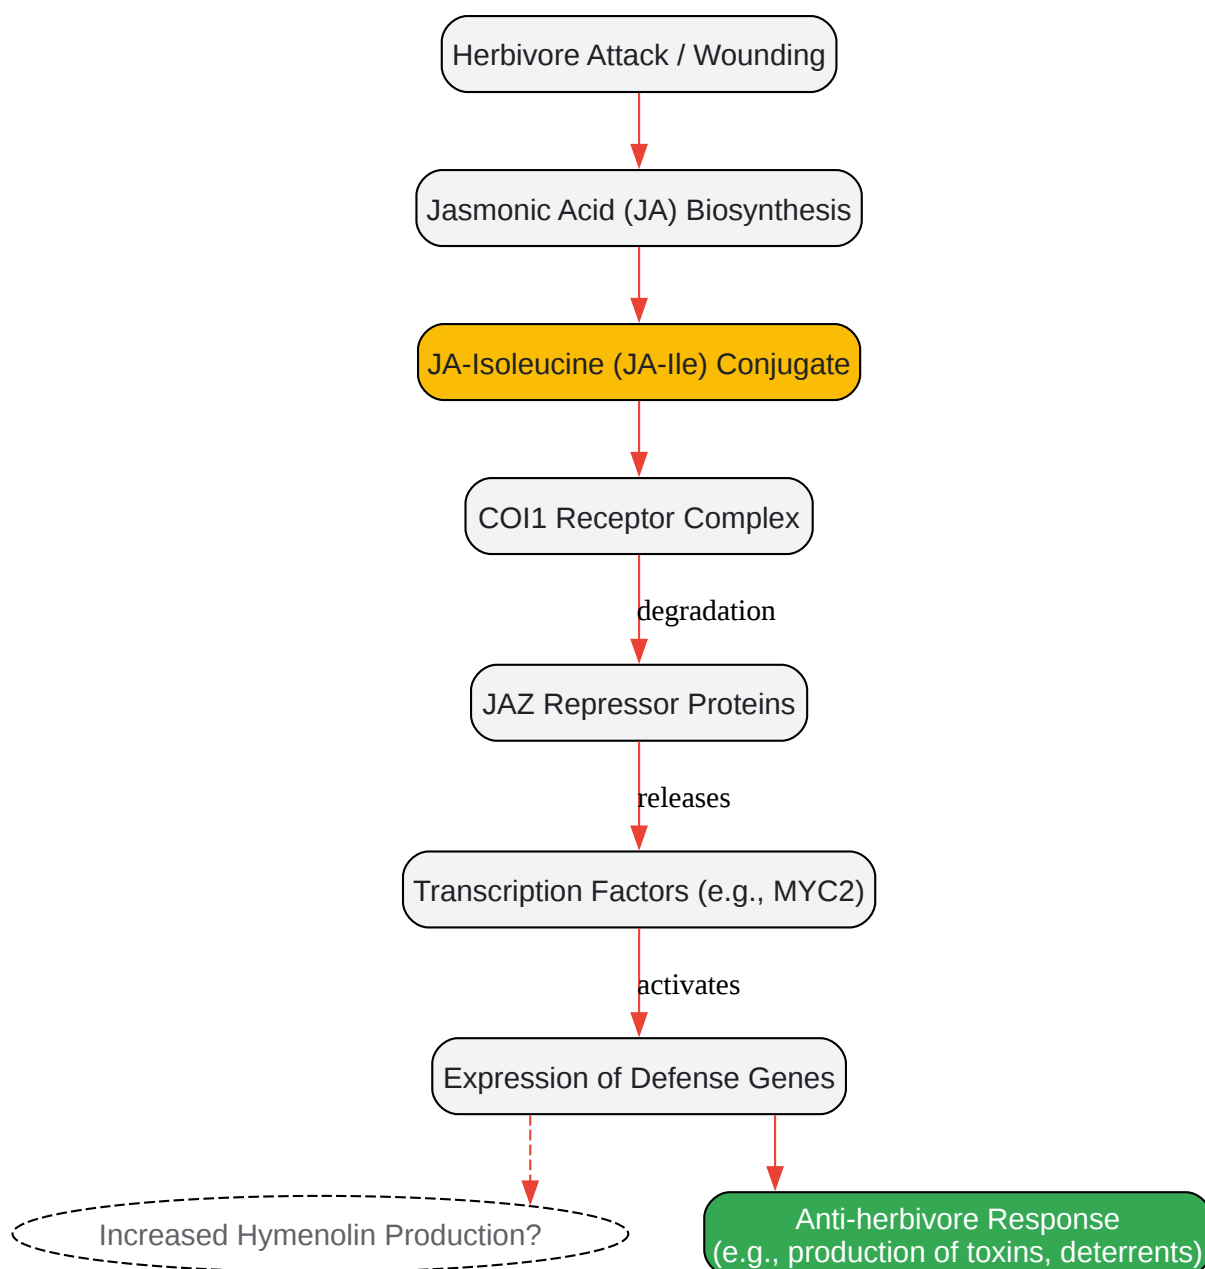 Herbivore Attack / Wounding
Jasmonic Acid (JA) Biosynthesis
JA-Isoleucine (JA-Ile) Conjugate
COI1 Receptor Complex
degradation
JAZ Repressor Proteins
releases
Transcription Factors (e.g., MYC2)
activates
Expression of Defense Genes
Increased Hymenolin Production?
Anti-herbivore Response
(e.g., production of toxins, deterrents)